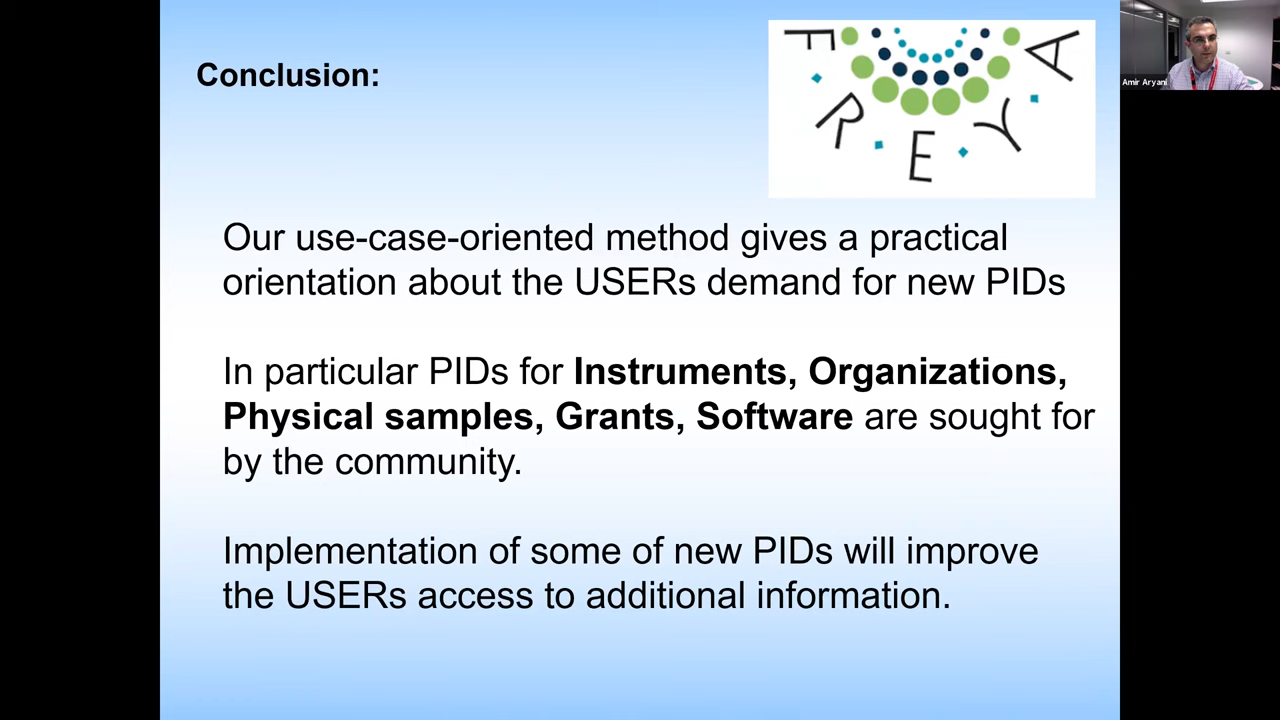 Conclusion:
FREYA
Amir Aryani
Our use-case-oriented method gives a practical
orientation about the USERs demand for new PIDs
In particular PIDs for Instruments, Organizations,
Physical samples, Grants, Software are sought for
by the community.
Implementation of some of new PIDs will improve
the USERs access to additional information.